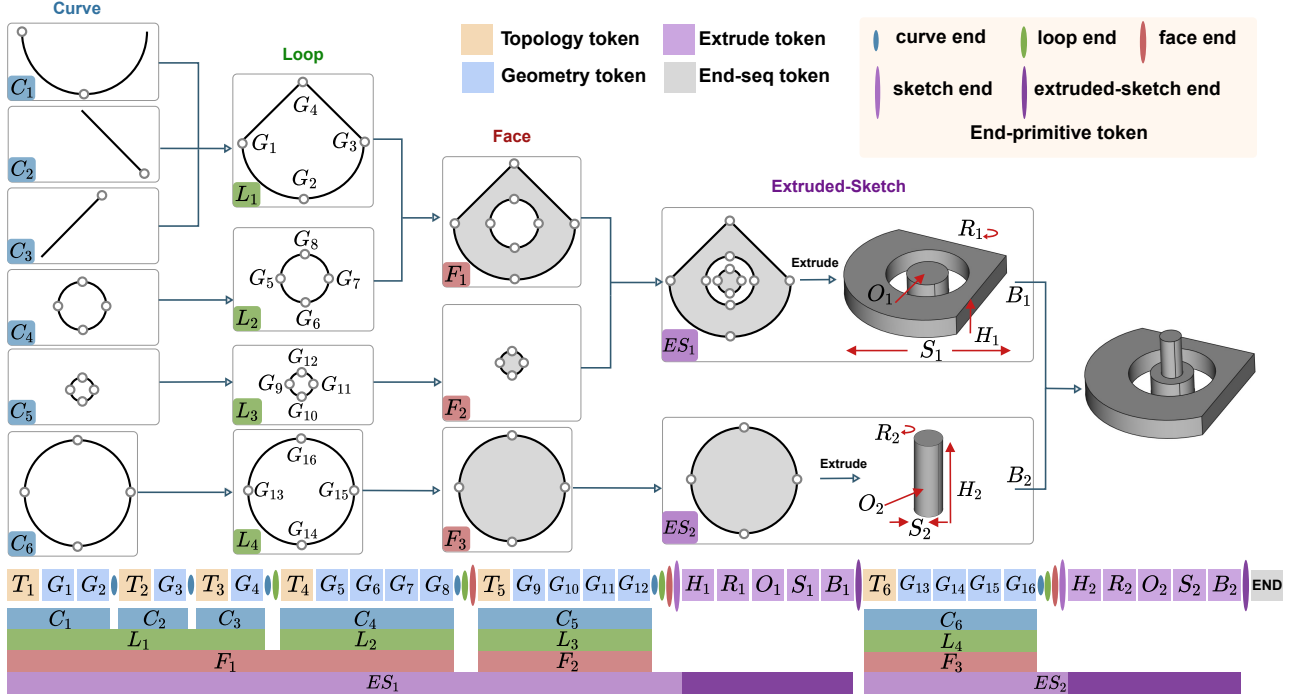 Curve
Topology token
Extrude token
Geometry token
End-seq token
curve end
loop end
face end
sketch end
extruded-sketch end
End-primitive token
C1
C2
C3
C4
C5
C6
Loop
G4
G1
G3
G2
L1
G8
G5
G7
G6
L2
G12
G9
G11
G10
L3
G16
G13
G15
G14
L4
Face
F1
F2
F3
Extruded-Sketch
ES1
Extrude
R1
O1
H1
S1
B1
ES2
Extrude
R2
O2
H2
S2
B2
T1 G1 G2 T2 G3 T3 G4 T4 G5 G6 G7 G8 T5 G9 G10 G11 G12 H1 R1 O1 S1 B1 T6 G13 G14 G15 G16 H2 R2 O2 S2 B2 END
C1 C2 C3 C4 C5 C6
L1 L2 L3 L4
F1 F2 F3
ES1 ES2